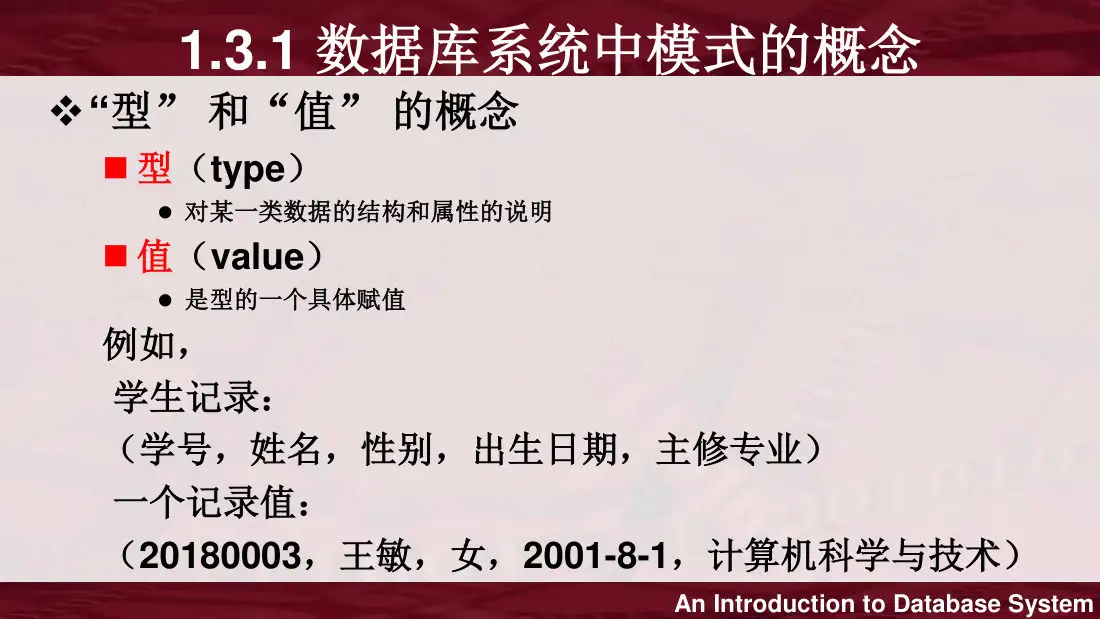 1.3.1 数据库系统中模式的概念
“型” 和“值” 的概念
型（type）
对某一类数据的结构和属性的说明
值（value）
是型的一个具体赋值
例如，
学生记录：
（学号，姓名，性别，出生日期，主修专业）
一个记录值：
（20180003，王敏，女，2001-8-1，计算机科学与技术）
An Introduction to Database System